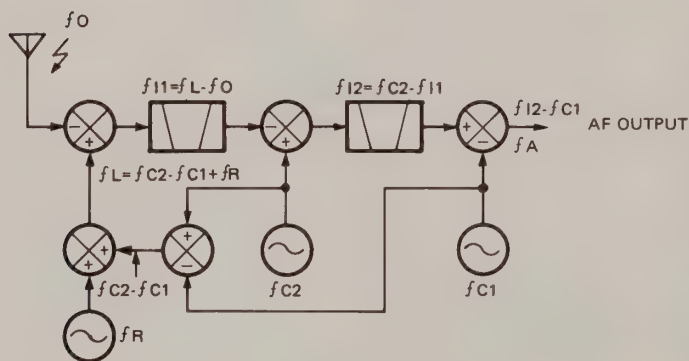 fO
fI1=fL-fO
fI2=fC2-fI1
fI2-fC1
fA
AF OUTPUT
fL=fC2-fC1+fR
fC2-fC1
fC2
fC1
fR